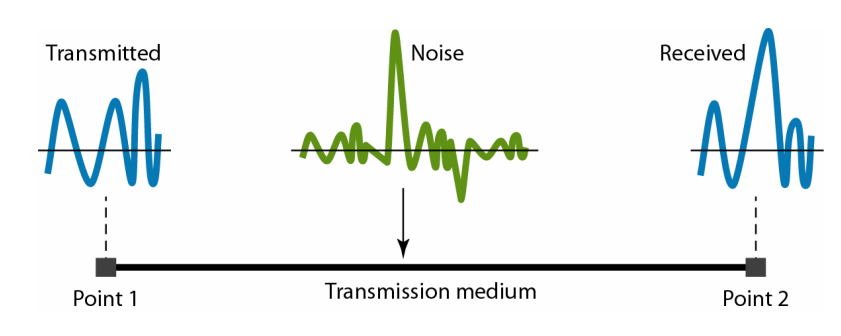 Transmitted
Noise
Received
Transmission medium
Point 1
Point 2